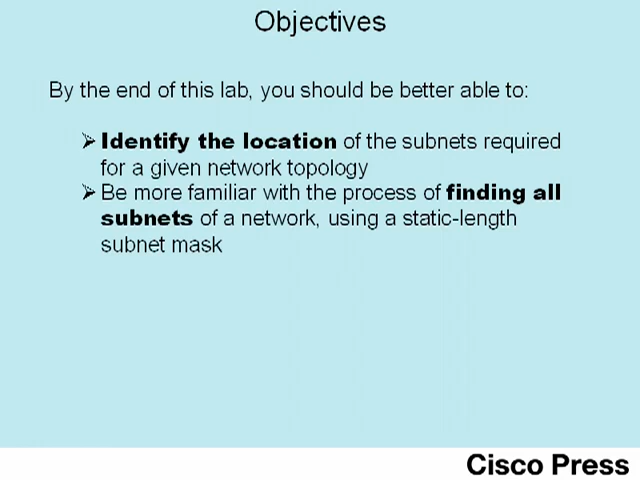 Objectives
By the end of this lab, you should be better able to:
➢ Identify the location of the subnets required
for a given network topology
➢ Be more familiar with the process of finding all
subnets of a network, using a static-length
subnet mask
Cisco Press